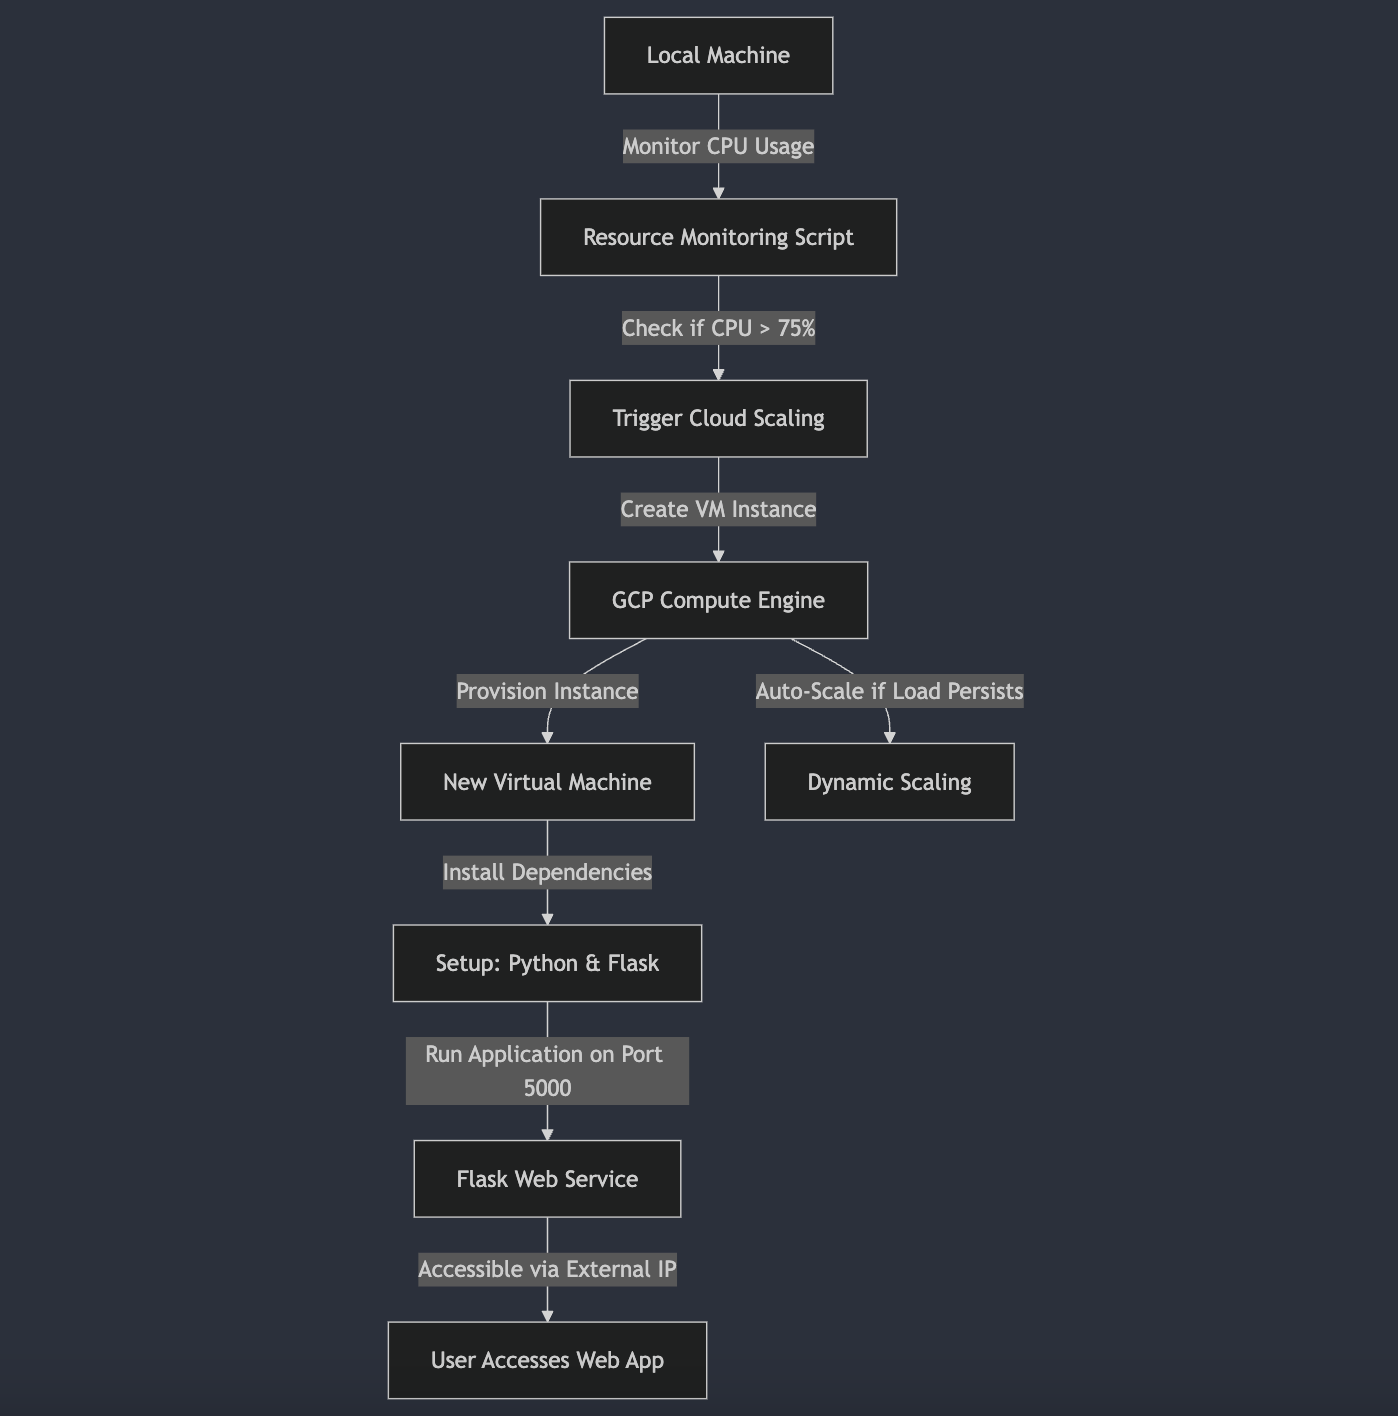 Local Machine
Monitor CPU Usage
Resource Monitoring Script
Check if CPU > 75%
Trigger Cloud Scaling
Create VM Instance
GCP Compute Engine
Provision Instance
Auto-Scale if Load Persists
New Virtual Machine
Dynamic Scaling
Install Dependencies
Setup: Python & Flask
Run Application on Port
5000
Flask Web Service
Accessible via External IP
User Accesses Web App